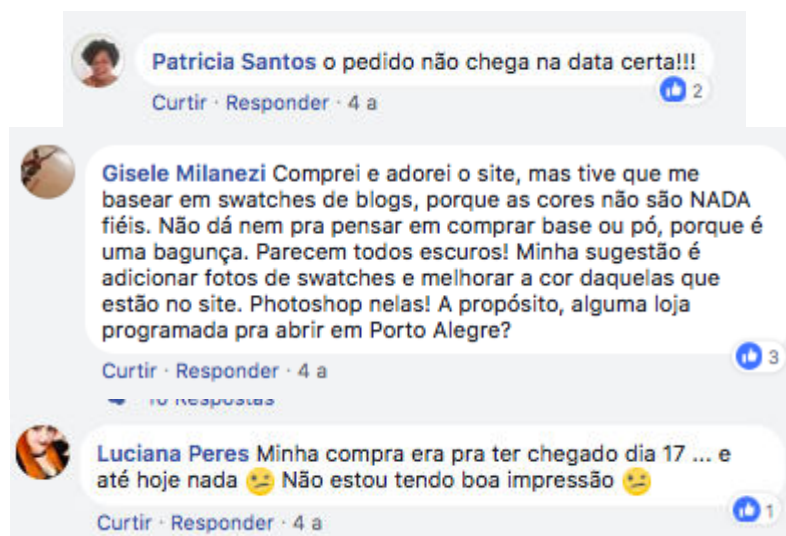 Patricia Santos o pedido não chega na data certa!!!
2
Curtir · Responder · 4 a
Gisele Milanezi Comprei e adorei o site, mas tive que me
basear em swatches de blogs, porque as cores não são NADA
fiéis. Não dá nem pra pensar em comprar base ou pó, porque é
uma bagunça. Parecem todos escuros! Minha sugestão é
adicionar fotos de swatches e melhorar a cor daquelas que
estão no site. Photoshop nelas! A propósito, alguma loja
programada pra abrir em Porto Alegre?
3
Curtir · Responder · 4 a
10 Respostas
Luciana Peres Minha compra era pra ter chegado dia 17 ... e
até hoje nada 😕 Não estou tendo boa impressão 😕
1
Curtir · Responder · 4 a